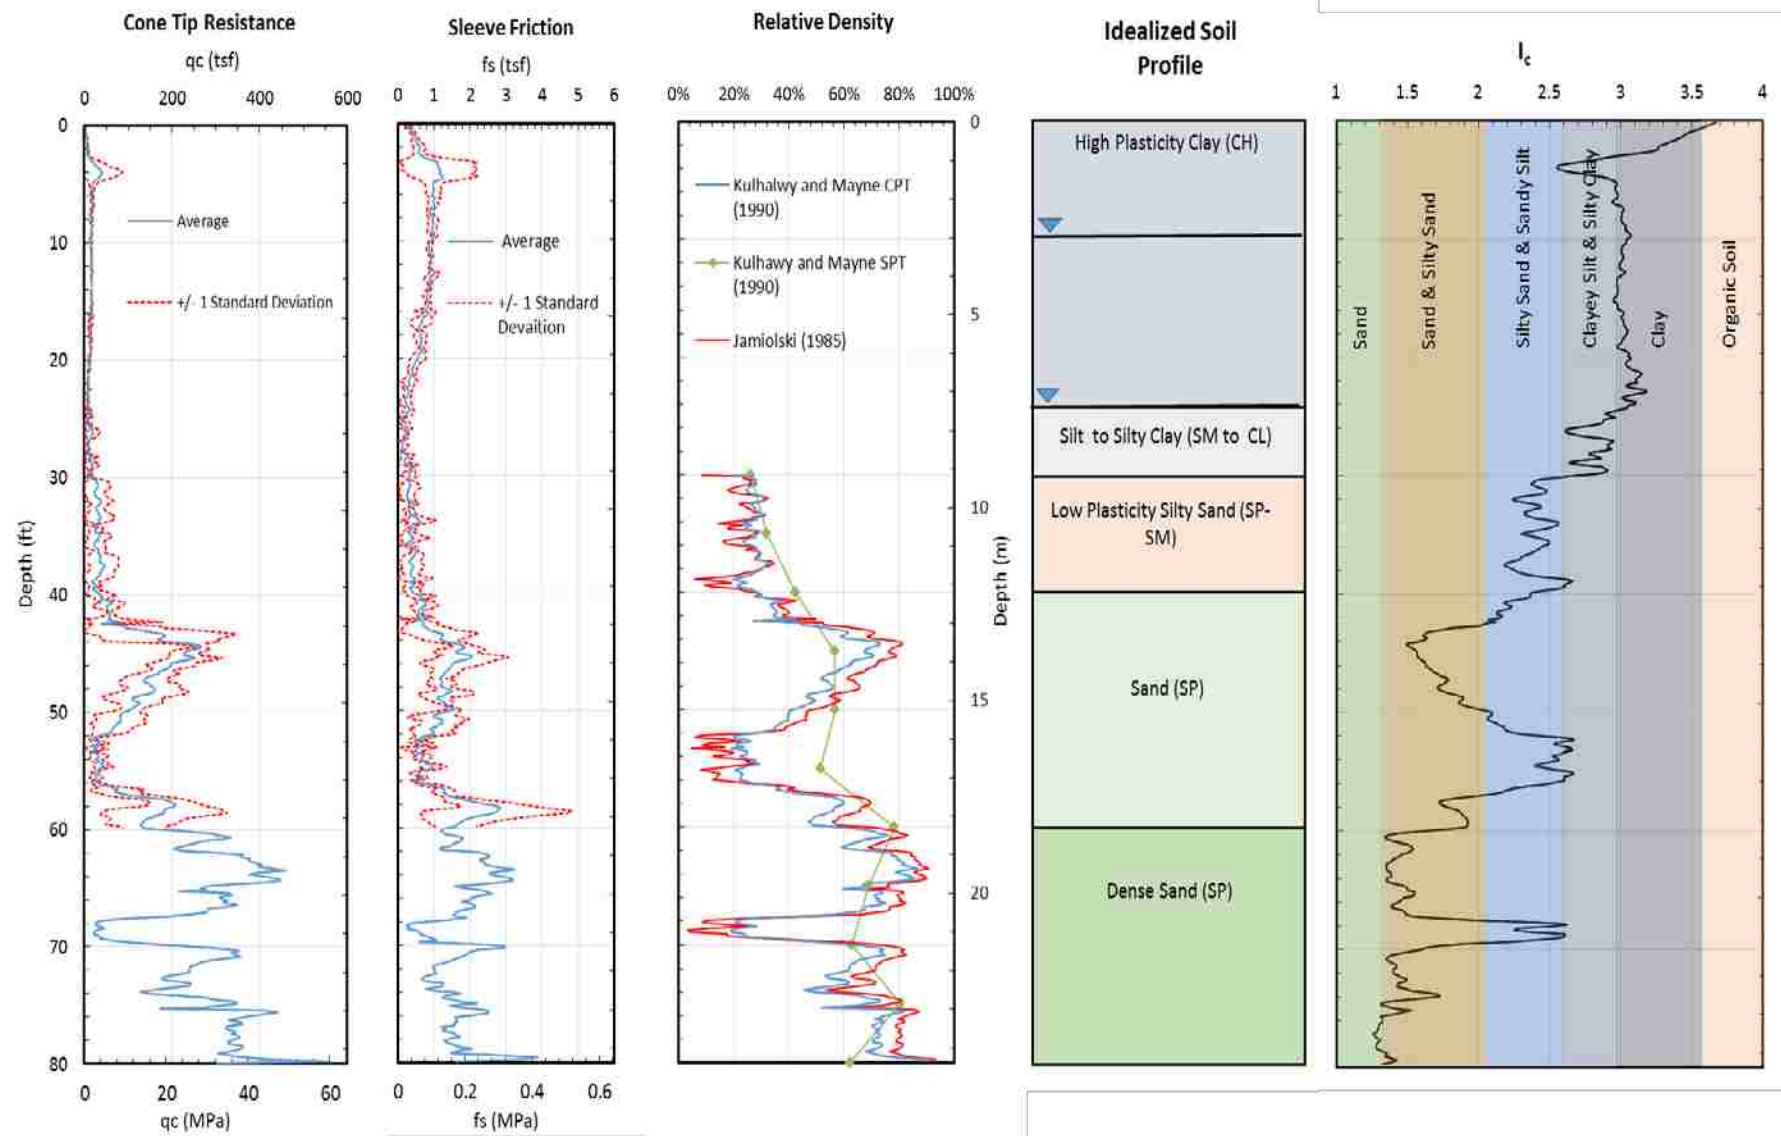 Cone Tip Resistance
qc (tsf)
0 200 400 600
Sleeve Friction
fs (tsf)
0 1 2 3 4 5 6
Relative Density
0% 20% 40% 60% 80% 100%
Idealized Soil
Profile
Ic
1 1.5 2 2.5 3 3.5 4
Depth (ft)
0
10
20
30
40
50
60
70
80
Average
+/- 1 Standard Deviation
0 20 40 60
qc (MPa)
Average
+/- 1 Standard
Devaition
0 0.2 0.4 0.6
fs (MPa)
Kulhalwy and Mayne CPT
(1990)
Kulhawy and Mayne SPT
(1990)
Jamiolski (1985)
0
5
10
15
20
Depth (m)
High Plasticity Clay (CH)
Silt to Silty Clay (SM to CL)
Low Plasticity Silty Sand (SP-
SM)
Sand (SP)
Dense Sand (SP)
Sand
Sand & Silty Sand
Silty Sand & Sandy Silt
Clayey Silt & Silty Clay
Clay
Organic Soil